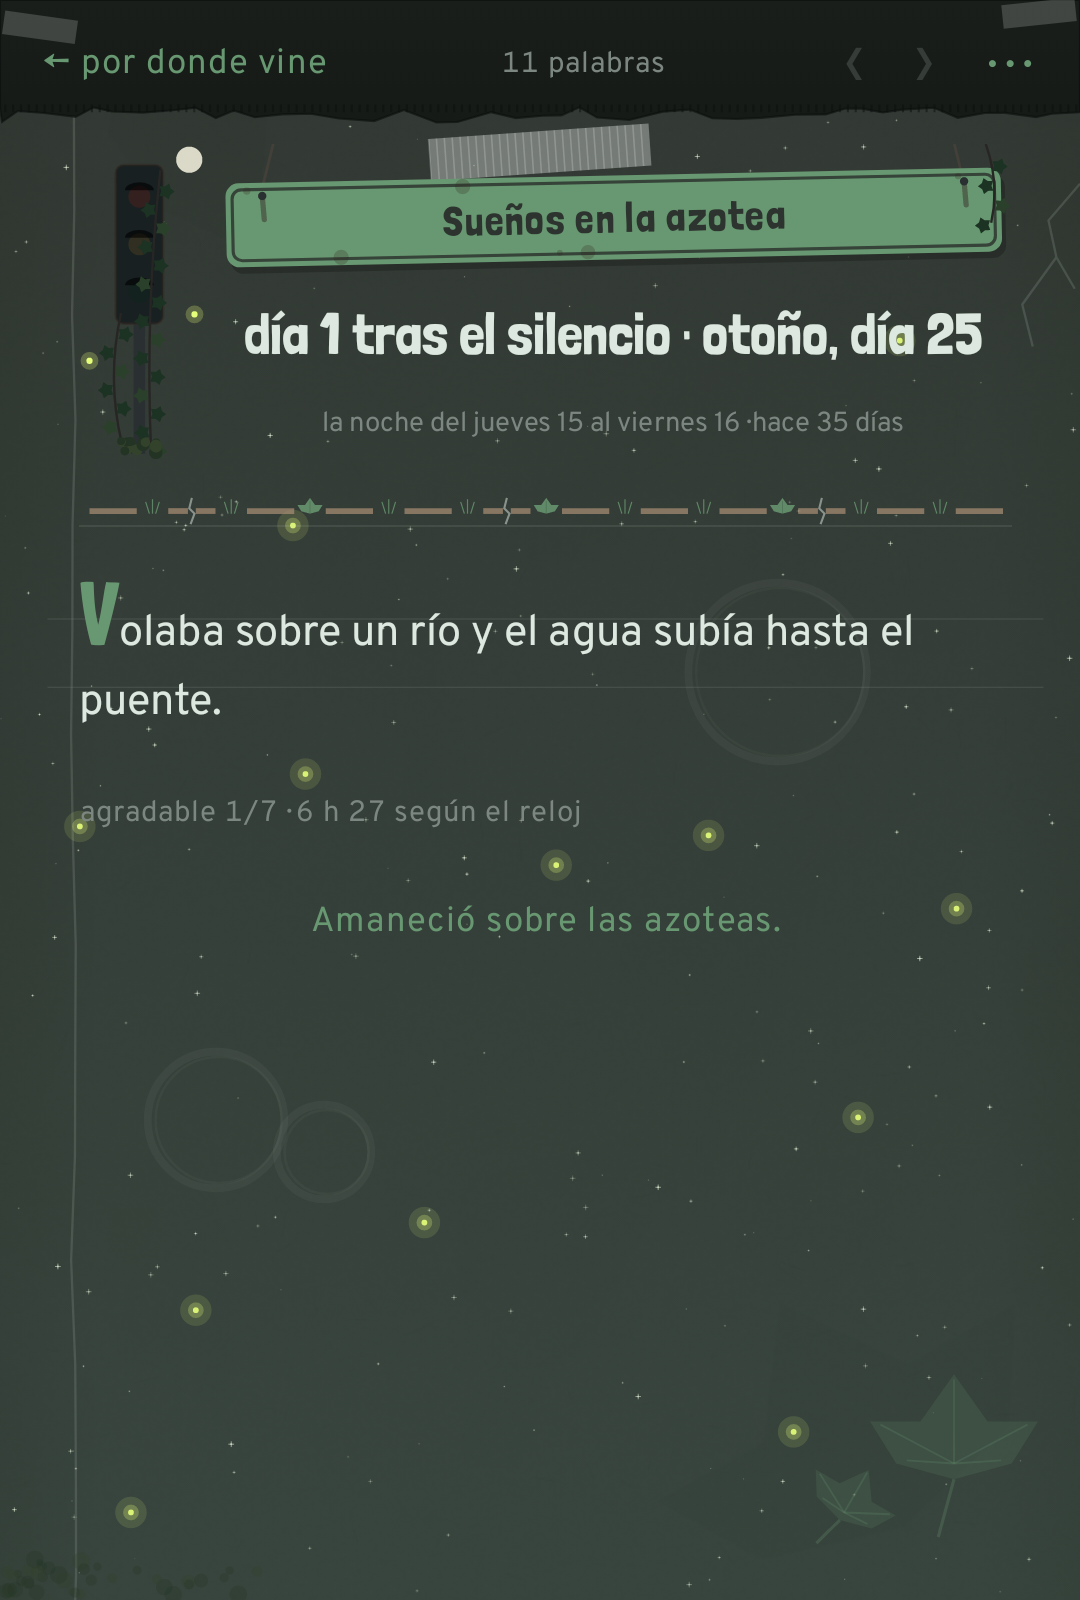 ← por donde vine
11 palabras
Sueños en la azotea
día 1 tras el silencio · otoño, día 25
la noche del jueves 15 al viernes 16 · hace 35 días
Volaba sobre un río y el agua subía hasta el
puente.
agradable 1/7 · 6 h 27 según el reloj
Amaneció sobre las azoteas.